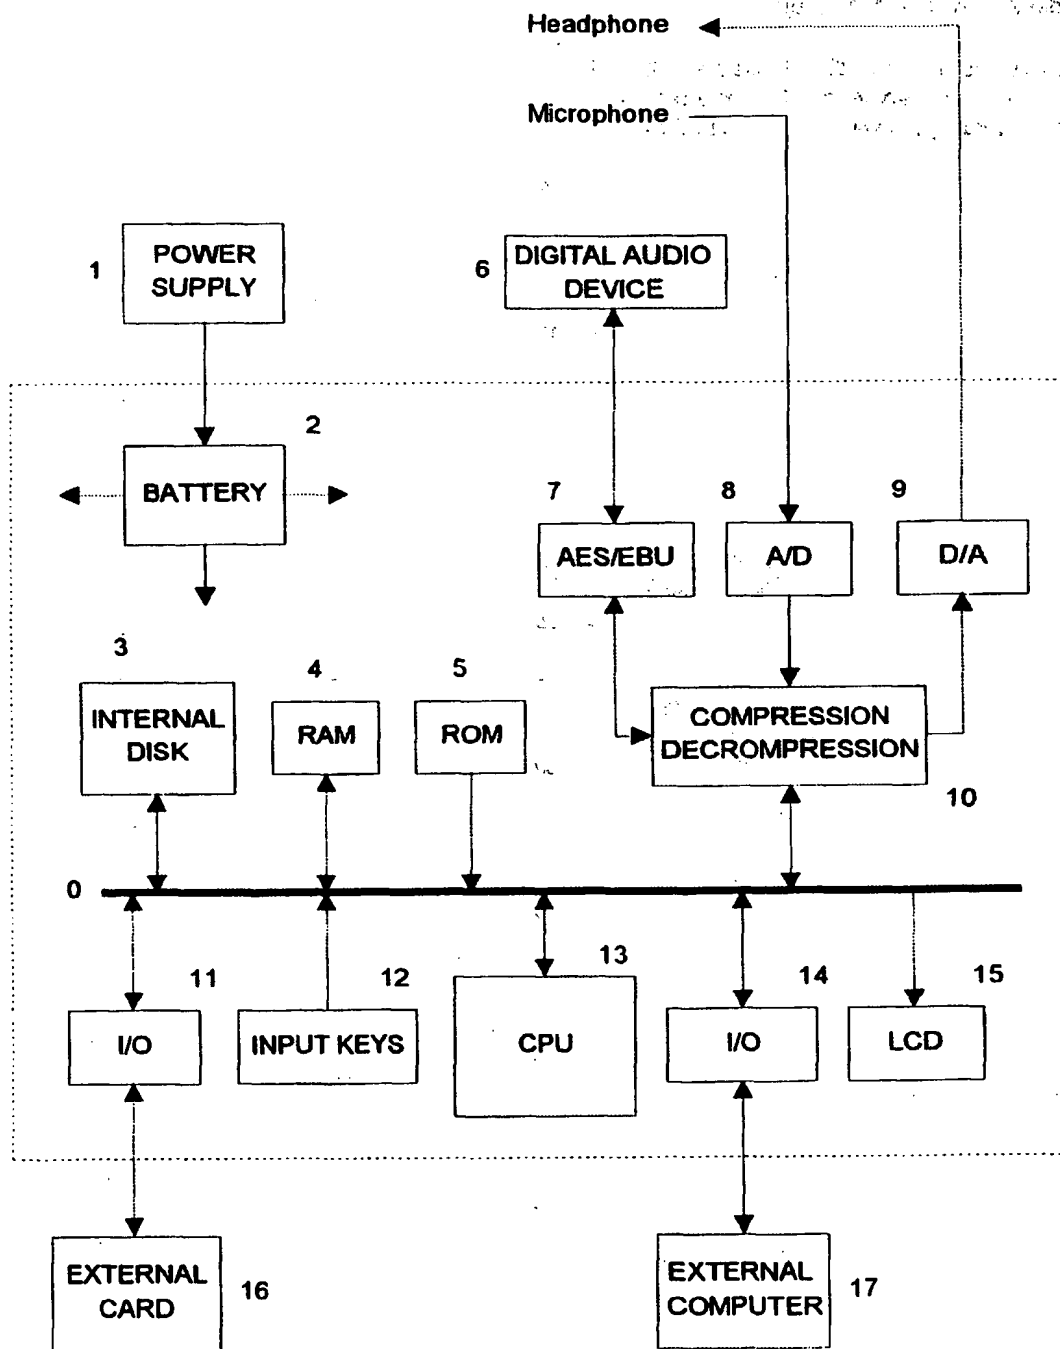 Headphone
Microphone
1
POWER
SUPPLY
6
DIGITAL AUDIO
DEVICE
2
BATTERY
7
AES/EBU
8
A/D
9
D/A
3
INTERNAL
DISK
4
RAM
5
ROM
COMPRESSION
DECROMPRESSION
10
0
11
I/O
12
INPUT KEYS
13
CPU
14
I/O
15
LCD
EXTERNAL
CARD
16
EXTERNAL
COMPUTER
17